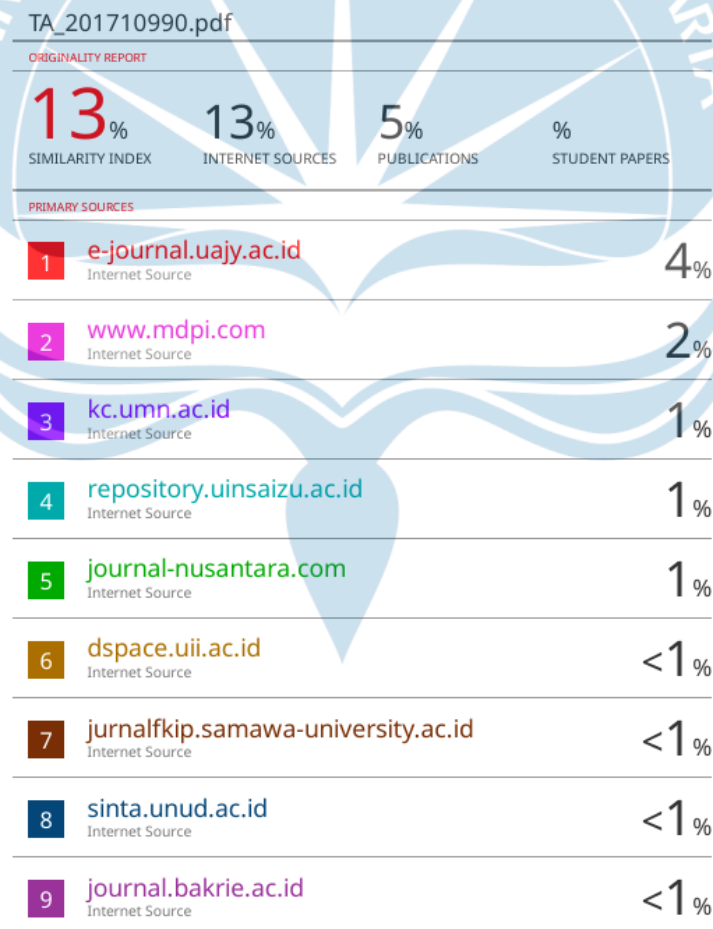 TA_201710990.pdf
ORIGINALITY REPORT
13% 13% 5% %
SIMILARITY INDEX INTERNET SOURCES PUBLICATIONS STUDENT PAPERS
PRIMARY SOURCES
1 e-journal.uajy.ac.id 4%
Internet Source
2 www.mdpi.com 2%
Internet Source
3 kc.umn.ac.id 1%
Internet Source
4 repository.uinsaizu.ac.id 1%
Internet Source
5 journal-nusantara.com 1%
Internet Source
6 dspace.uii.ac.id <1%
Internet Source
7 jurnalfkip.samawa-university.ac.id <1%
Internet Source
8 sinta.unud.ac.id <1%
Internet Source
9 journal.bakrie.ac.id <1%
Internet Source